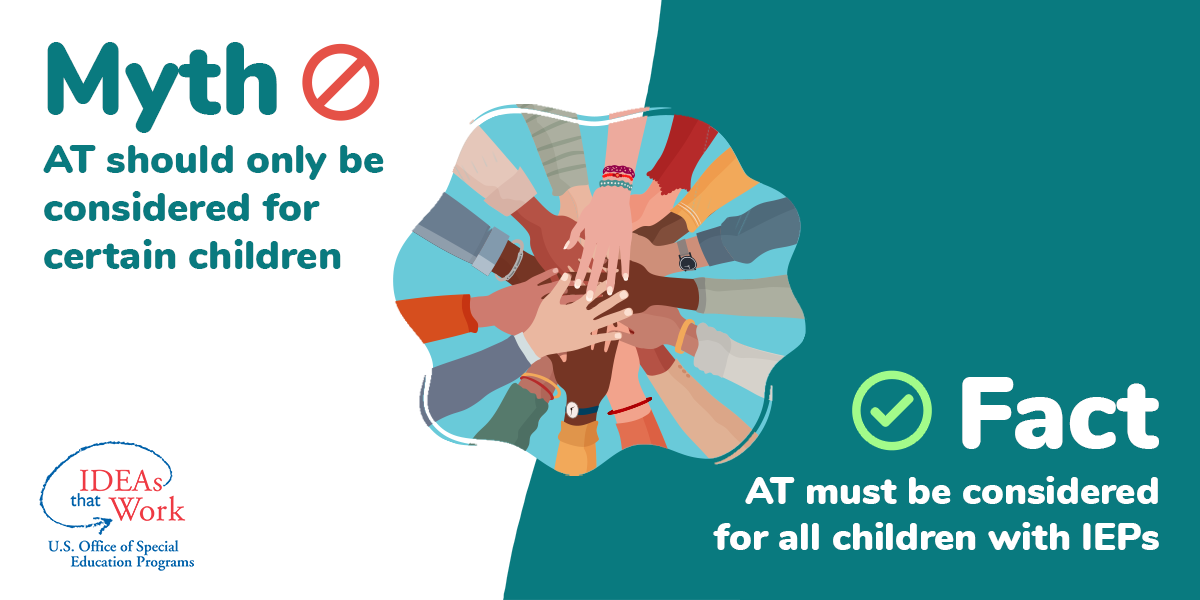 Myth
AT should only be
considered for
certain children
Fact
AT must be considered
for all children with IEPs
IDEAs
that Work
U.S. Office of Special
Education Programs